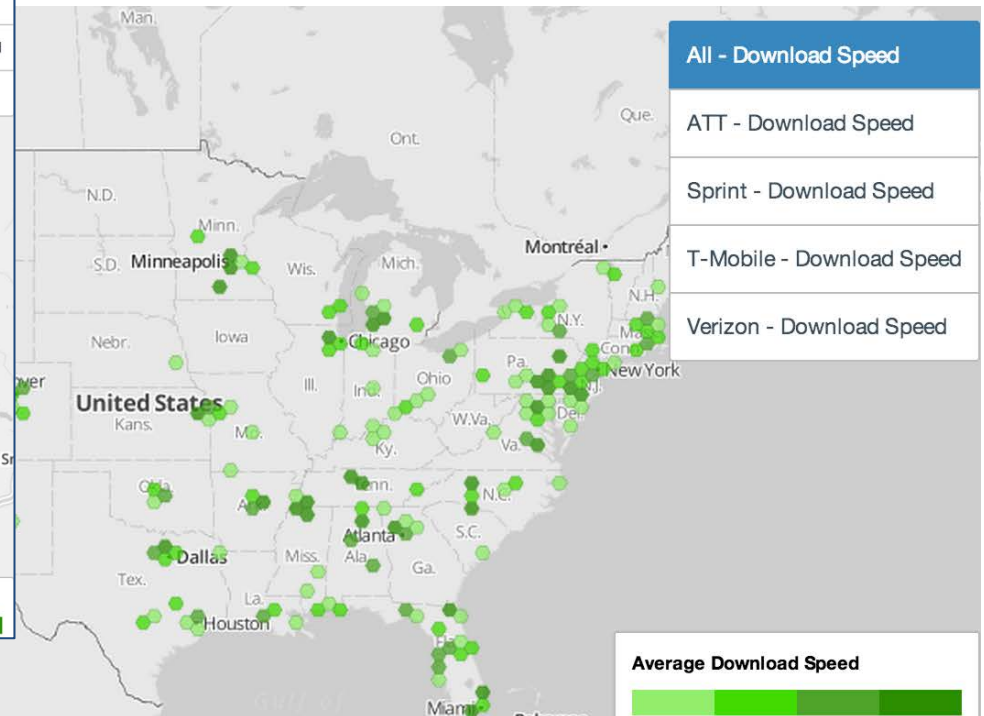 Man.
All - Download Speed
Que.
ATT - Download Speed
Ont.
Sprint - Download Speed
N.D.
Minn.
Montréal
T-Mobile - Download Speed
S.D.
Minneapolis
Wis.
Mich.
N.H.
N.Y.
Verizon - Download Speed
Nebr.
Iowa
Chicago
Conn
Pa.
New York
N.J.
Ill.
Ind.
Ohio
United States
Kans.
Mo.
W.Va.
Del.
Va.
Ky.
Okla.
Tenn.
N.C.
Atlanta
S.C.
Dallas
Miss.
Ala.
Ga.
Tex.
La.
Houston
Average Download Speed
Gulf of
Miami